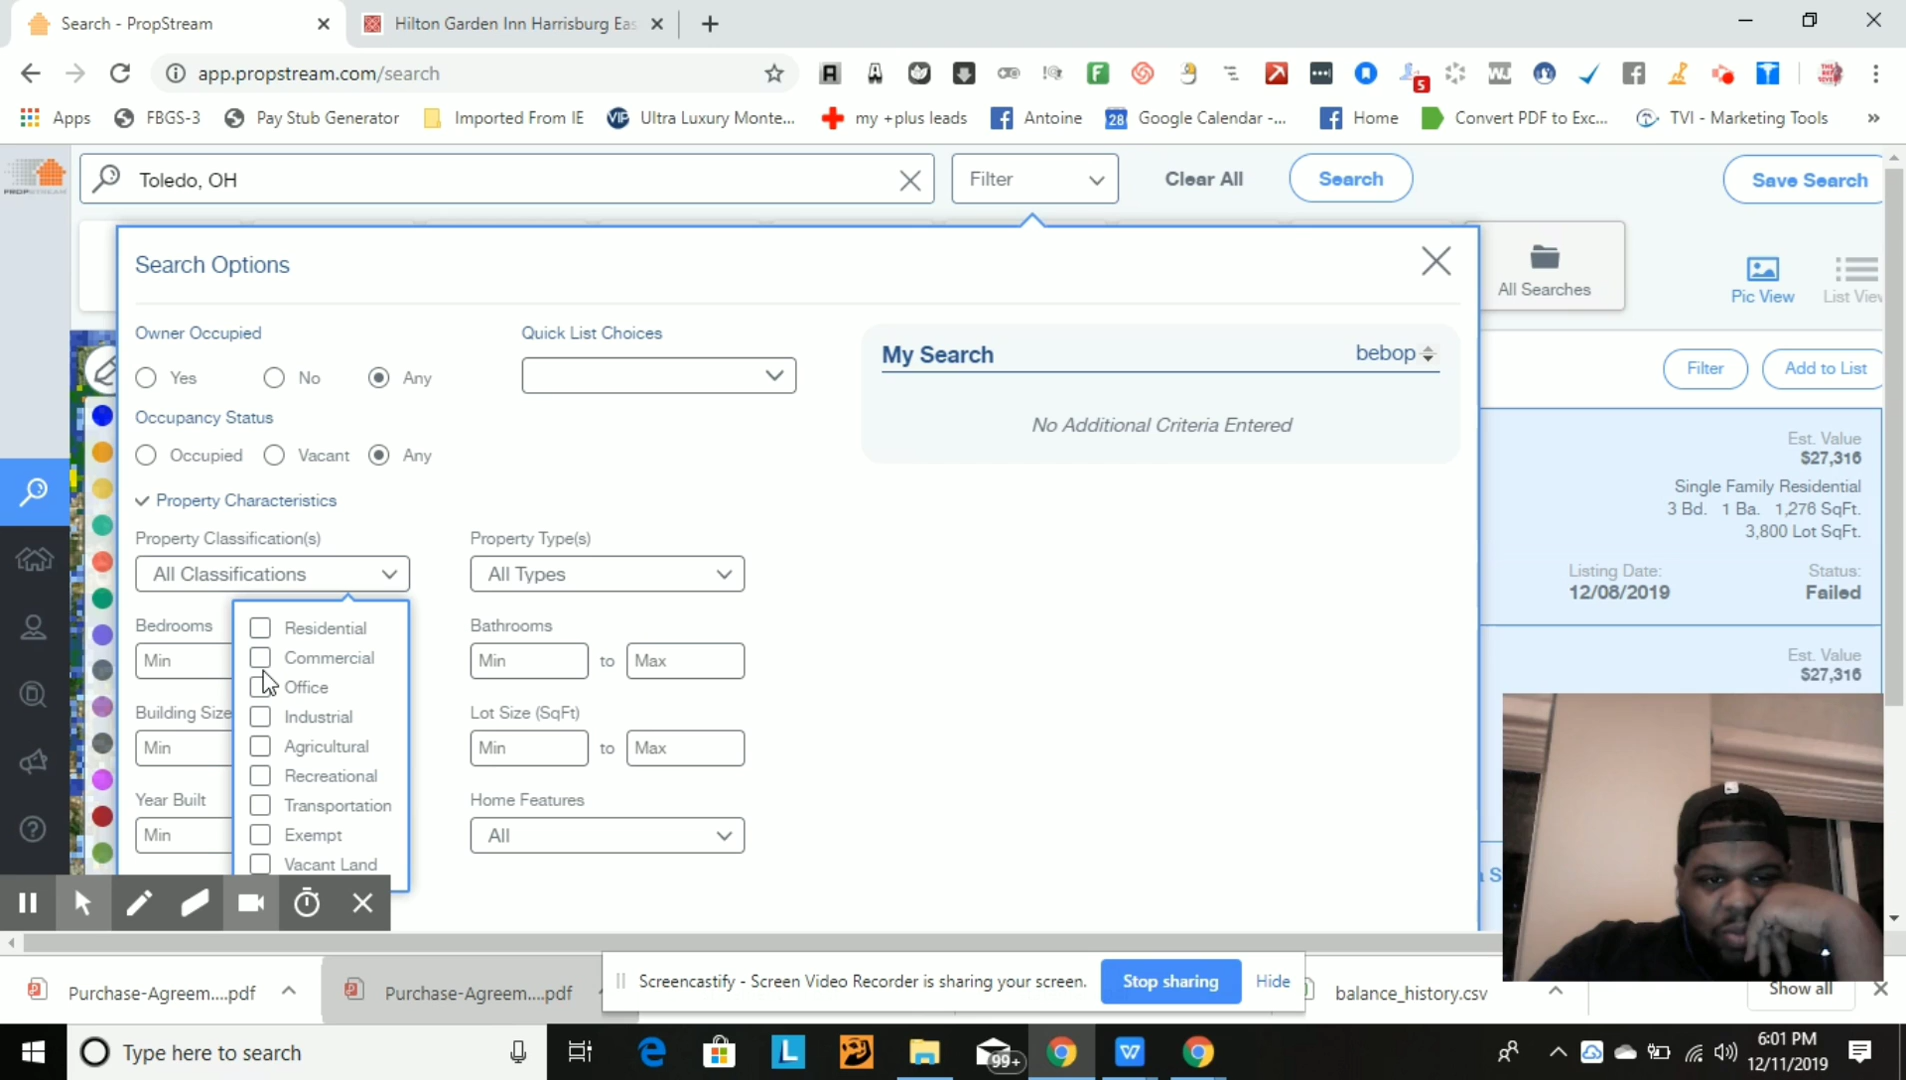 Search - PropStream
Hilton Garden Inn Harrisburg Eas
app.propstream.com/search
5
Apps
FBGS-3
Pay Stub Generator
Imported From IE
VIP
Ultra Luxury Monte...
my +plus leads
Antoine
28
Google Calendar -...
Home
Convert PDF to Exc...
TVI - Marketing Tools
»
PROPSTREAM
Toledo, OH
Filter
Clear All
Search
Save Search
Search Options
All Searches
Pic View
List View
Owner Occupied
Yes
No
Any
Quick List Choices
My Search
bebop
No Additional Criteria Entered
Filter
Add to List
Occupancy Status
Occupied
Vacant
Any
Property Characteristics
Property Classification(s)
All Classifications
Property Type(s)
All Types
Residential
Commercial
Office
Industrial
Agricultural
Recreational
Transportation
Exempt
Vacant Land
Bedrooms
Min
Bathrooms
Min
to
Max
Building Size
Min
Lot Size (SqFt)
Min
to
Max
Year Built
Min
Home Features
All
Est. Value
$27,316
Single Family Residential
3 Bd. 1 Ba. 1,276 SqFt.
3,800 Lot SqFt.
Listing Date:
12/08/2019
Status:
Failed
Est. Value
$27,316
Purchase-Agreem....pdf
Purchase-Agreem....pdf
Screencastify - Screen Video Recorder is sharing your screen.
Stop sharing
Hide
balance_history.csv
Show all
Type here to search
99+
6:01 PM
12/11/2019